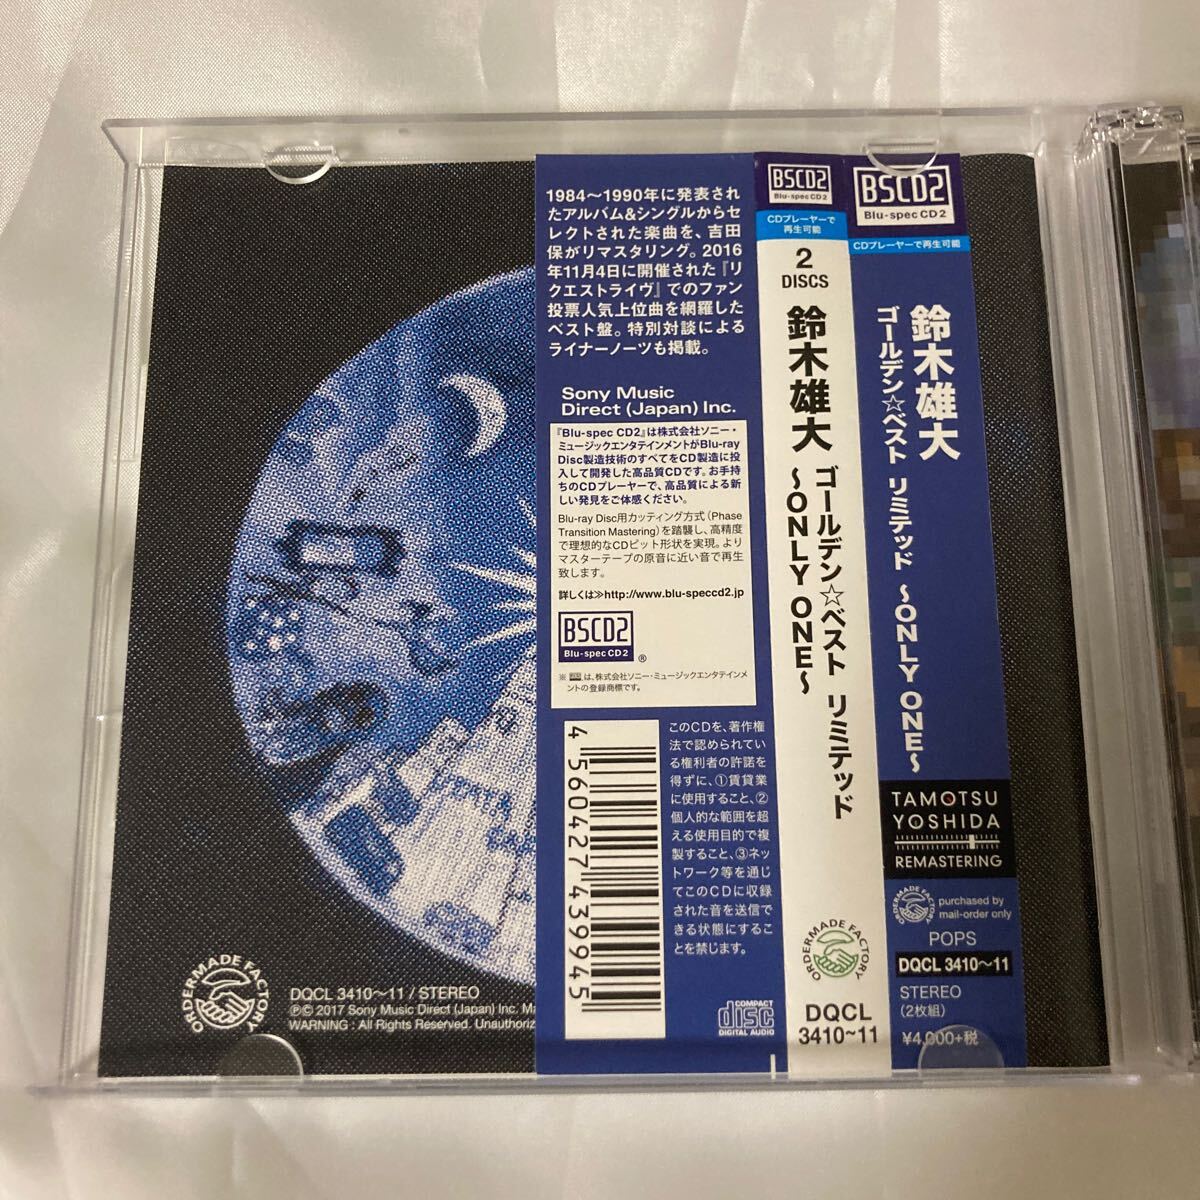 1984〜1990年に発表され
たアルバム&シングルからセ
レクトされた楽曲を、吉田
保がリマスタリング。2016
年11月4日に開催された『リ
クエストライヴ』でのファン
投票人気上位曲を網羅した
ベスト盤。特別対談による
ライナーノーツも掲載。
Sony Music
Direct (Japan) Inc.
『Blu-spec CD2』は株式会社ソニー・
ミュージックエンタテインメントがBlu-ray
Disc製造技術のすべてをCD製造に投
入して開発した高品質CDです。お手持
ちのCDプレーヤーで、高品質による新
しい発見をご体感ください。
Blu-ray Disc用カッティング方式(Phase
Transition Mastering)を踏襲し、高精度
で理想的なCDピット形状を実現。より
マスターテープの原音に近い音で再生
致します。
詳しくは≫http://www.blu-speccd2.jp
BSCD2
Blu-spec CD2
®
※ は、株式会社ソニー・ミュージックエンタテインメ
ントの登録商標です。
4560427439945
このCDを、著作権
法で認められている
権利者の許諾を
得ずに、①賃貸業
に使用すること、②
個人的な範囲を超
える使用目的で複
製すること、③ネッ
トワーク等を通じ
てこのCDに収録
された音を送信で
きる状態にするこ
とを禁じます。
COMPACT
disc
DIGITAL AUDIO
BSCD2
Blu-spec CD2
CDプレーヤーで
再生可能
2
DISCS
鈴木雄大
ゴールデン☆ベスト リミテッド
〜ONLY ONE〜
ORDERMADE FACTORY
DQCL
3410~11
BSCD2
Blu-spec CD2
CDプレーヤーで再生可能
鈴木雄大
ゴールデン☆ベスト リミテッド 〜ONLY ONE〜
TAMOTSU
YOSHIDA
REMASTERING
ORDERMADE FACTORY
purchased by
mail-order only
POPS
DQCL 3410〜11
STEREO
(2枚組)
¥4,000+税
ORDERMADE FACTORY
DQCL 3410〜11 / STEREO
℗© 2017 Sony Music Direct (Japan) Inc.
WARNING : All Rights Reserved.